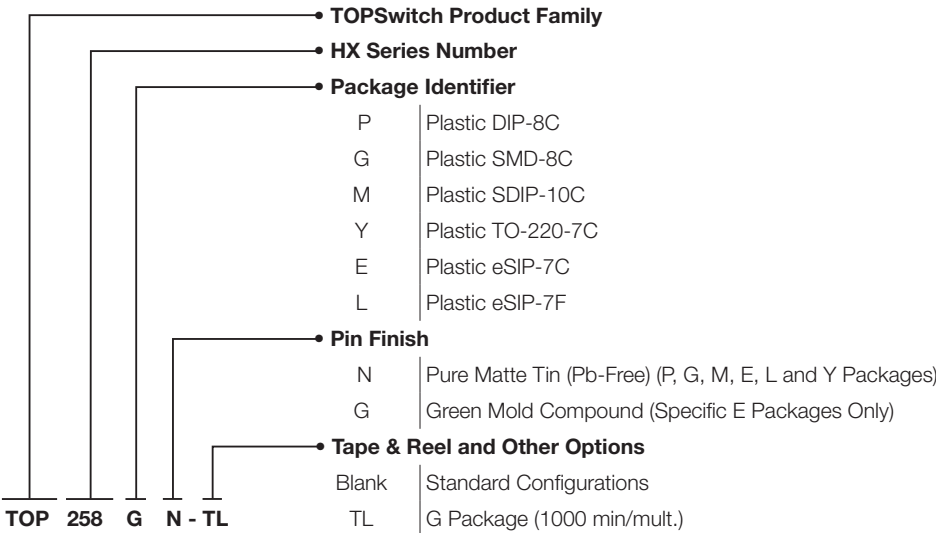 • TOPSwitch Product Family
• HX Series Number
• Package Identifier
P Plastic DIP-8C
G Plastic SMD-8C
M Plastic SDIP-10C
Y Plastic TO-220-7C
E Plastic eSIP-7C
L Plastic eSIP-7F
• Pin Finish
N Pure Matte Tin (Pb-Free) (P, G, M, E, L and Y Packages)
G Green Mold Compound (Specific E Packages Only)
• Tape & Reel and Other Options
Blank Standard Configurations
TL G Package (1000 min/mult.)
TOP 258 G N - TL